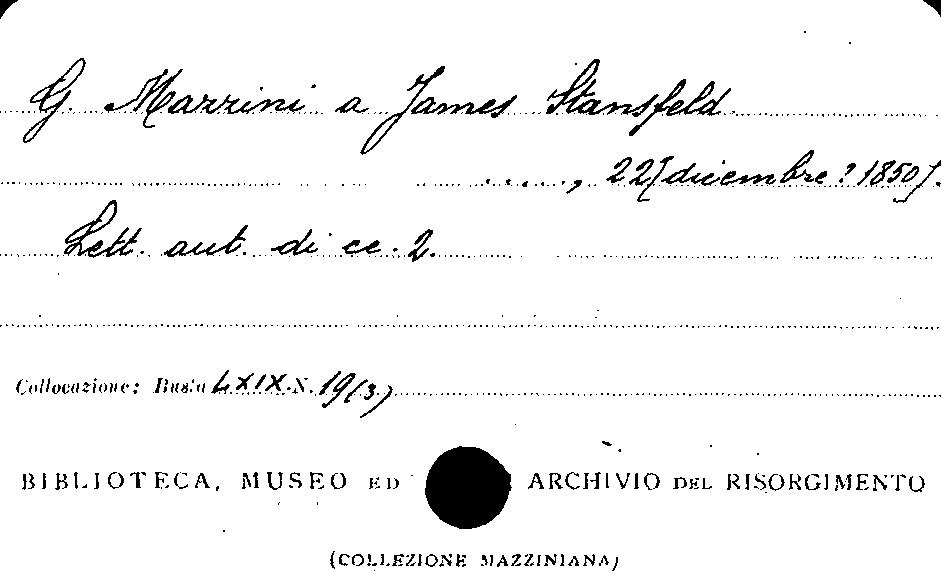 G. Mazzini a James Stansfeld
....., 22 [dicembre? 1850].
Lett. aut. di cc. 2.
Collocazione: Busta LXIX N. 19(3)
BIBLIOTECA, MUSEO ED ARCHIVIO DEL RISORGIMENTO
(COLLEZIONE MAZZINIANA)